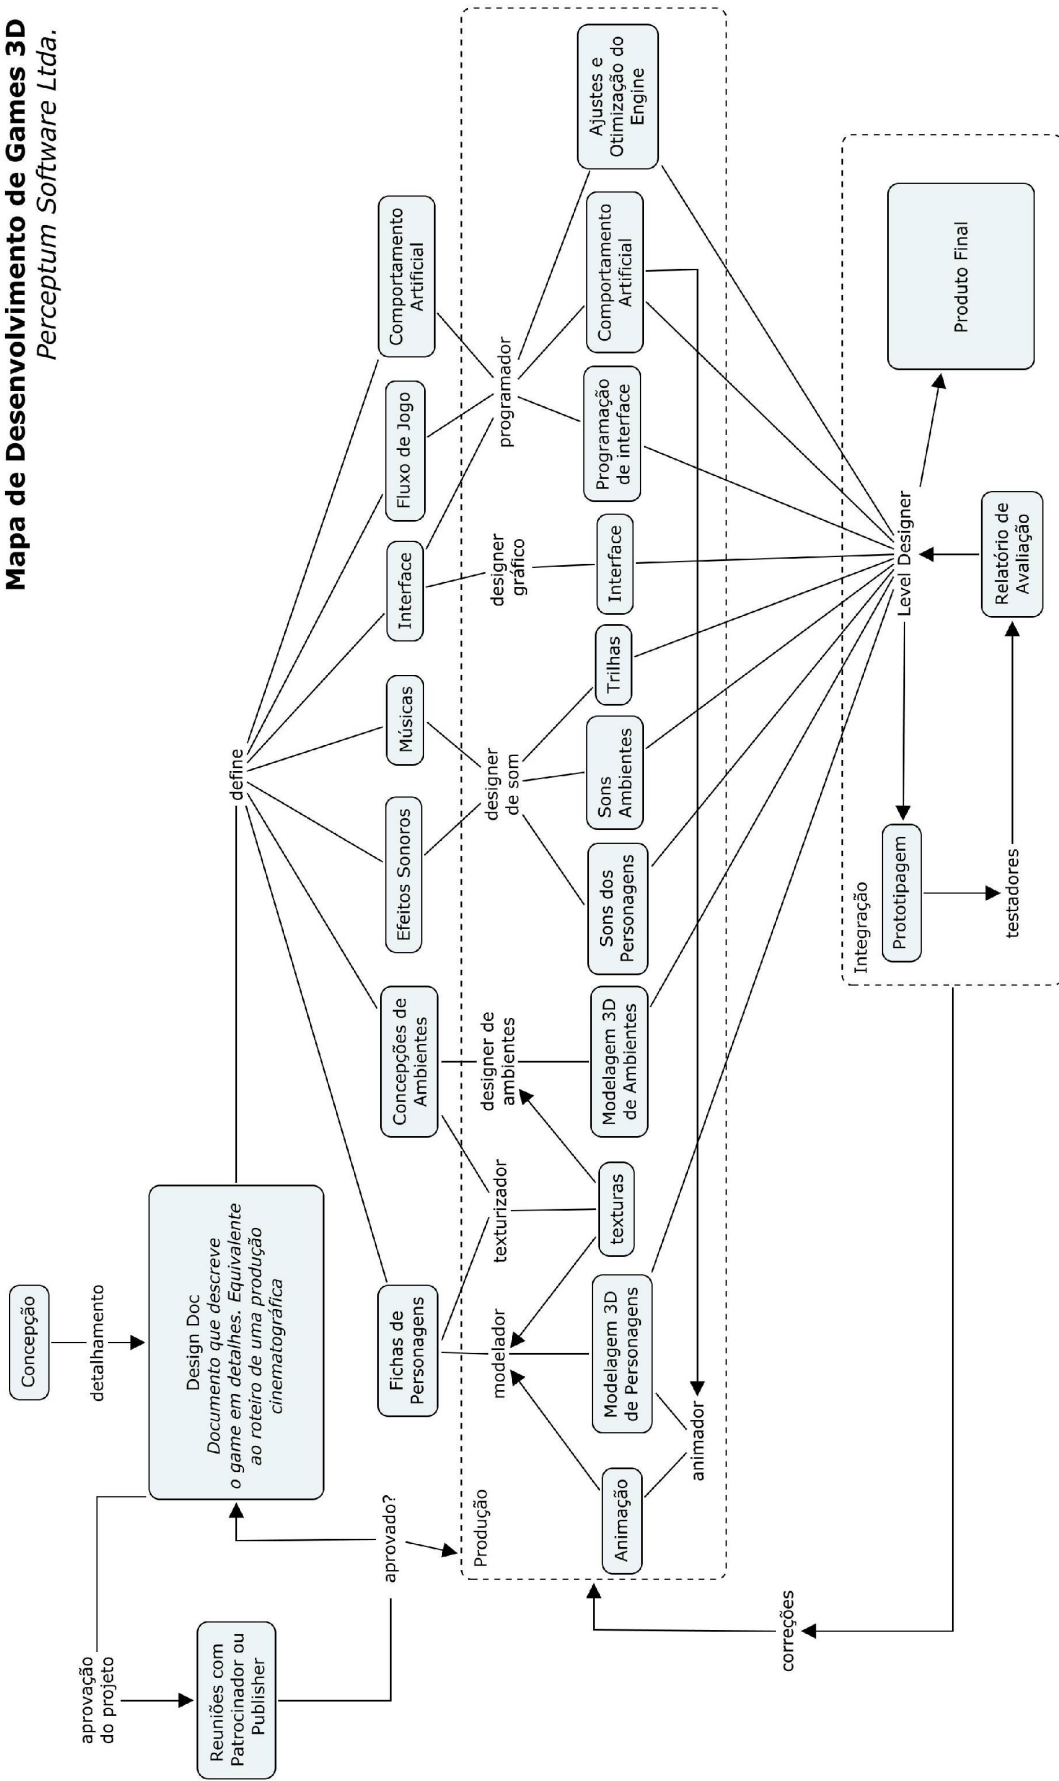 Mapa de Desenvolvimento de Games 3D
Perceptum Software Ltda.
Concepção
detalhamento
aprovação
do projeto
Design Doc
Documento que descreve
o game em detalhes. Equivalente
ao roteiro de uma produção
cinematográfica
define
Reuniões com
Patrocinador ou
Publisher
aprovado?
Fichas de
Personagens
Concepções de
Ambientes
Efeitos Sonoros
Músicas
Interface
Fluxo de Jogo
Comportamento
Artificial
Produção
modelador
texturizador
designer de
ambientes
designer
de som
designer
gráfico
programador
Animação
Modelagem 3D
de Personagens
texturas
Modelagem 3D
de Ambientes
Sons dos
Personagens
Sons
Ambientes
Trilhas
Interface
Programação
de interface
Comportamento
Artificial
Ajustes e
Otimização do
Engine
animador
correções
Integração
Level Designer
Prototipagem
Produto Final
testadores
Relatório de
Avaliação